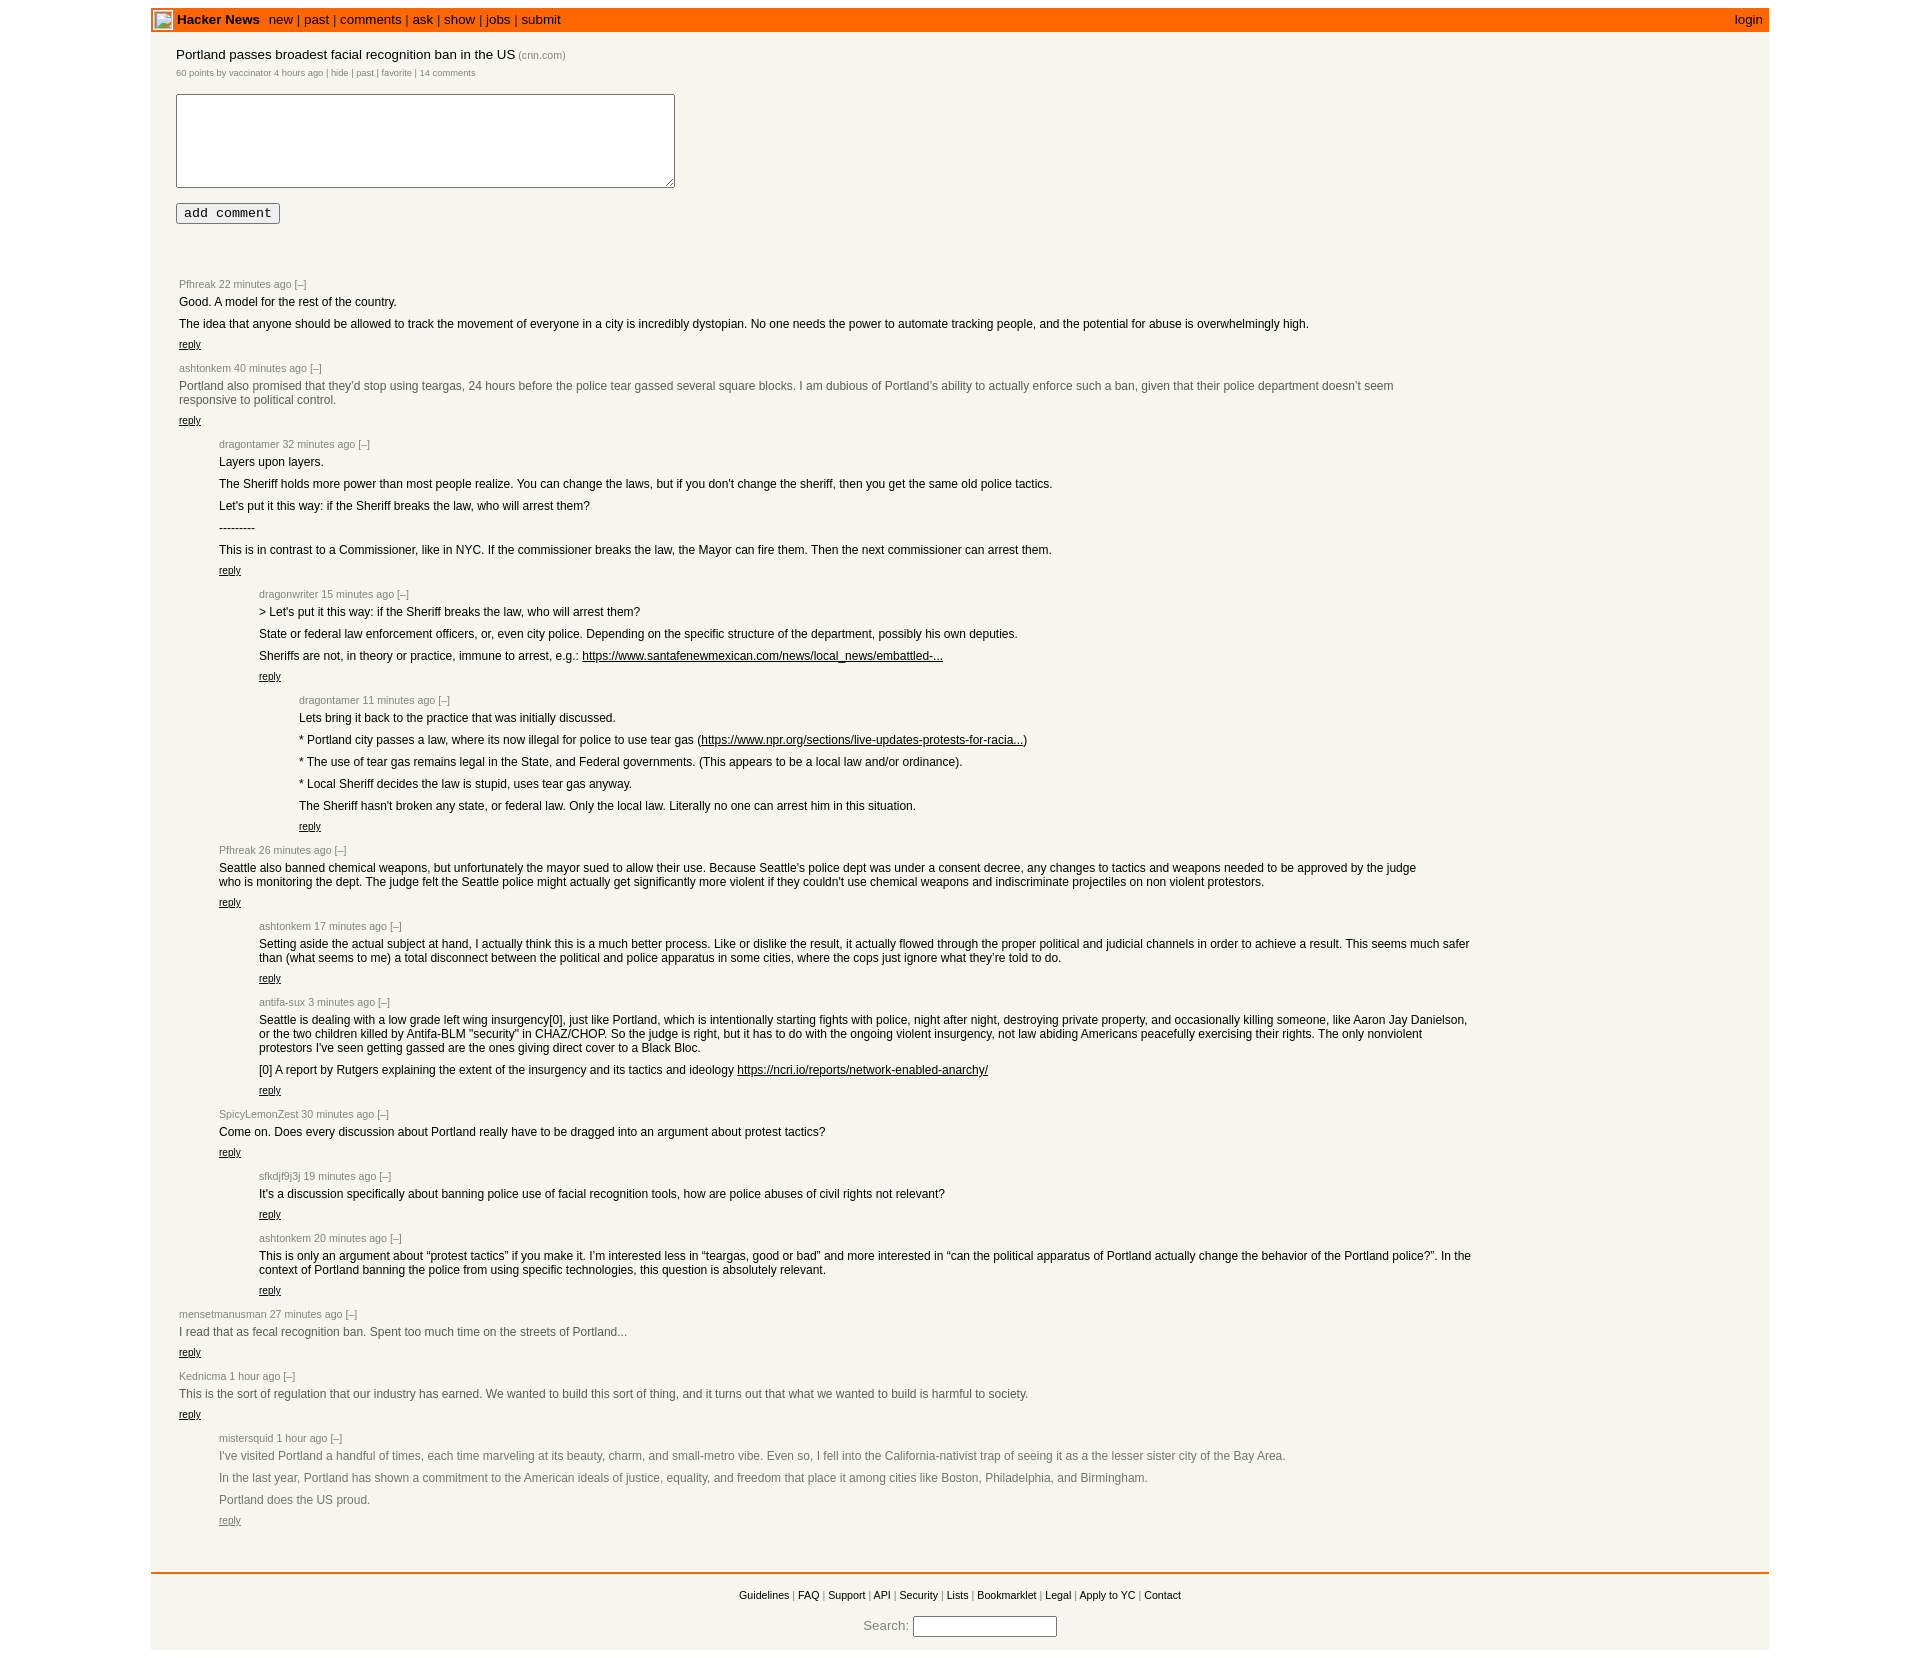 Hacker News new | past | comments | ask | show | jobs | submit login
Portland passes broadest facial recognition ban in the US (cnn.com)
60 points by vaccinator 4 hours ago | hide | past | favorite | 14 comments
add comment
Pfhreak 22 minutes ago [–]
Good. A model for the rest of the country.
The idea that anyone should be allowed to track the movement of everyone in a city is incredibly dystopian. No one needs the power to automate tracking people, and the potential for abuse is overwhelmingly high.
reply
ashtonkem 40 minutes ago [–]
Portland also promised that they’d stop using teargas, 24 hours before the police tear gassed several square blocks. I am dubious of Portland’s ability to actually enforce such a ban, given that their police department doesn’t seem
responsive to political control.
reply
dragontamer 32 minutes ago [–]
Layers upon layers.
The Sheriff holds more power than most people realize. You can change the laws, but if you don't change the sheriff, then you get the same old police tactics.
Let's put it this way: if the Sheriff breaks the law, who will arrest them?
---------
This is in contrast to a Commissioner, like in NYC. If the commissioner breaks the law, the Mayor can fire them. Then the next commissioner can arrest them.
reply
dragonwriter 15 minutes ago [–]
> Let's put it this way: if the Sheriff breaks the law, who will arrest them?
State or federal law enforcement officers, or, even city police. Depending on the specific structure of the department, possibly his own deputies.
Sheriffs are not, in theory or practice, immune to arrest, e.g.: https://www.santafenewmexican.com/news/local_news/embattled-...
reply
dragontamer 11 minutes ago [–]
Lets bring it back to the practice that was initially discussed.
* Portland city passes a law, where its now illegal for police to use tear gas (https://www.npr.org/sections/live-updates-protests-for-racia...)
* The use of tear gas remains legal in the State, and Federal governments. (This appears to be a local law and/or ordinance).
* Local Sheriff decides the law is stupid, uses tear gas anyway.
The Sheriff hasn't broken any state, or federal law. Only the local law. Literally no one can arrest him in this situation.
reply
Pfhreak 26 minutes ago [–]
Seattle also banned chemical weapons, but unfortunately the mayor sued to allow their use. Because Seattle's police dept was under a consent decree, any changes to tactics and weapons needed to be approved by the judge
who is monitoring the dept. The judge felt the Seattle police might actually get significantly more violent if they couldn't use chemical weapons and indiscriminate projectiles on non violent protestors.
reply
ashtonkem 17 minutes ago [–]
Setting aside the actual subject at hand, I actually think this is a much better process. Like or dislike the result, it actually flowed through the proper political and judicial channels in order to achieve a result. This seems much safer
than (what seems to me) a total disconnect between the political and police apparatus in some cities, where the cops just ignore what they’re told to do.
reply
antifa-sux 3 minutes ago [–]
Seattle is dealing with a low grade left wing insurgency[0], just like Portland, which is intentionally starting fights with police, night after night, destroying private property, and occasionally killing someone, like Aaron Jay Danielson,
or the two children killed by Antifa-BLM "security" in CHAZ/CHOP. So the judge is right, but it has to do with the ongoing violent insurgency, not law abiding Americans peacefully exercising their rights. The only nonviolent
protestors I've seen getting gassed are the ones giving direct cover to a Black Bloc.
[0] A report by Rutgers explaining the extent of the insurgency and its tactics and ideology https://ncri.io/reports/network-enabled-anarchy/
reply
SpicyLemonZest 30 minutes ago [–]
Come on. Does every discussion about Portland really have to be dragged into an argument about protest tactics?
reply
sfkdjf9j3j 19 minutes ago [–]
It's a discussion specifically about banning police use of facial recognition tools, how are police abuses of civil rights not relevant?
reply
ashtonkem 20 minutes ago [–]
This is only an argument about “protest tactics” if you make it. I’m interested less in “teargas, good or bad” and more interested in “can the political apparatus of Portland actually change the behavior of the Portland police?”. In the
context of Portland banning the police from using specific technologies, this question is absolutely relevant.
reply
mensetmanusman 27 minutes ago [–]
I read that as fecal recognition ban. Spent too much time on the streets of Portland...
reply
Kednicma 1 hour ago [–]
This is the sort of regulation that our industry has earned. We wanted to build this sort of thing, and it turns out that what we wanted to build is harmful to society.
reply
mistersquid 1 hour ago [–]
I've visited Portland a handful of times, each time marveling at its beauty, charm, and small-metro vibe. Even so, I fell into the California-nativist trap of seeing it as a the lesser sister city of the Bay Area.
In the last year, Portland has shown a commitment to the American ideals of justice, equality, and freedom that place it among cities like Boston, Philadelphia, and Birmingham.
Portland does the US proud.
reply
Guidelines | FAQ | Support | API | Security | Lists | Bookmarklet | Legal | Apply to YC | Contact
Search: